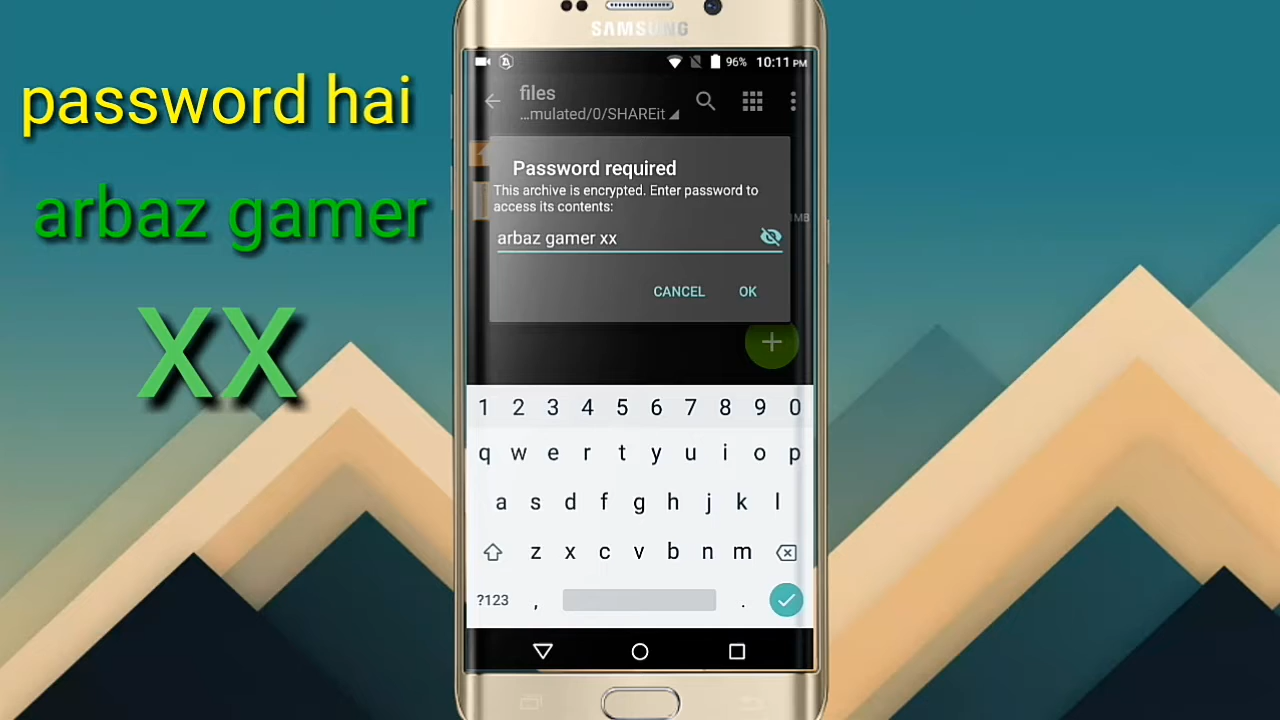 password hai
arbaz gamer
XX
SAMSUNG
96% 10:11 PM
files
...mulated/0/SHAREit
Password required
This archive is encrypted. Enter password to
access its contents:
MB
arbaz gamer xx
CANCEL OK
+
1 2 3 4 5 6 7 8 9 0
q w e r t y u i o p
a s d f g h j k l
z x c v b n m
?123 , .